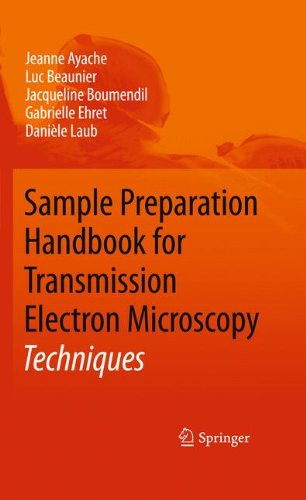 Jeanne Ayache
Luc Beaunier
Jacqueline Boumendil
Gabrielle Ehret
Danièle Laub
Sample Preparation
Handbook for
Transmission
Electron Microscopy
Techniques
Springer